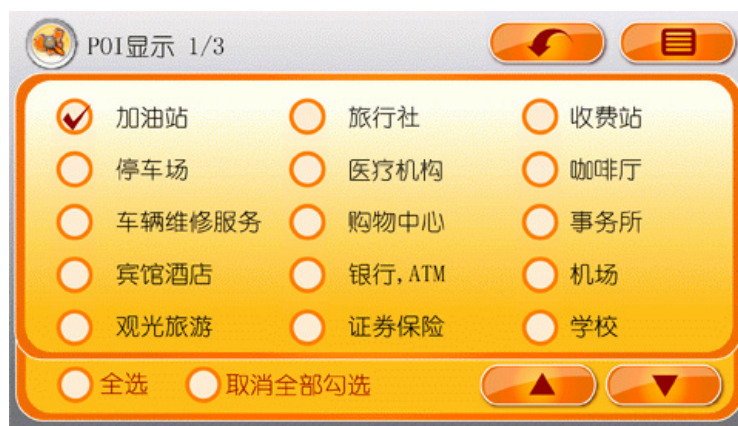 POI显示 1/3
加油站 旅行社 收费站
停车场 医疗机构 咖啡厅
车辆维修服务 购物中心 事务所
宾馆酒店 银行,ATM 机场
观光旅游 证券保险 学校
全选 取消全部勾选